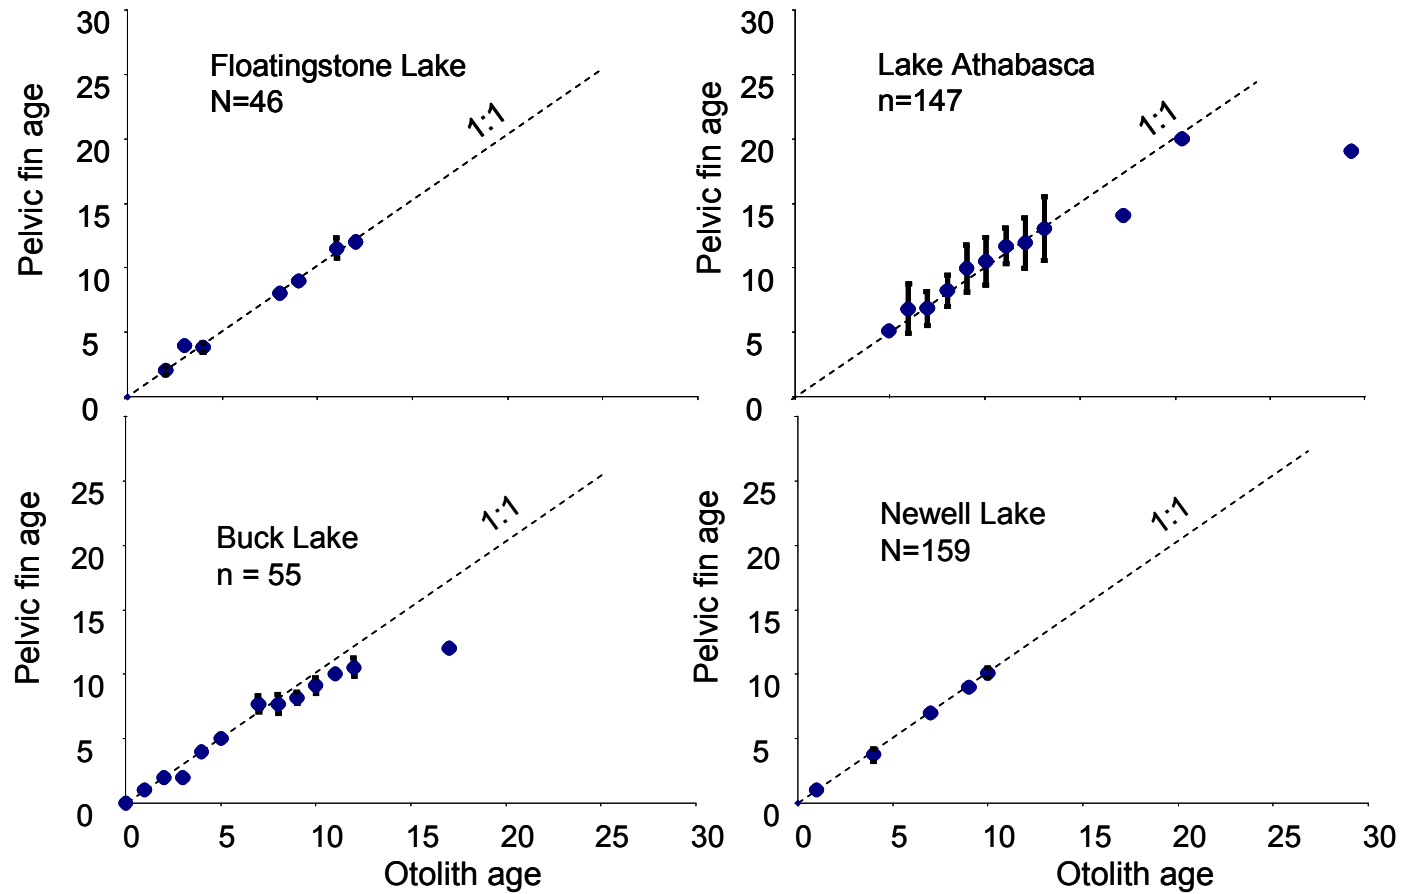 30
25
20
15
10
5
0
Pelvic fin age
Floatingstone Lake
N=46
1:1
30
25
20
15
10
5
0
Pelvic fin age
Lake Athabasca
n=147
1:1
25
20
15
10
5
0
Pelvic fin age
Buck Lake
n = 55
1:1
0 5 10 15 20 25 30
Otolith age
25
20
15
10
5
0
Pelvic fin age
Newell Lake
N=159
1:1
0 5 10 15 20 25 30
Otolith age